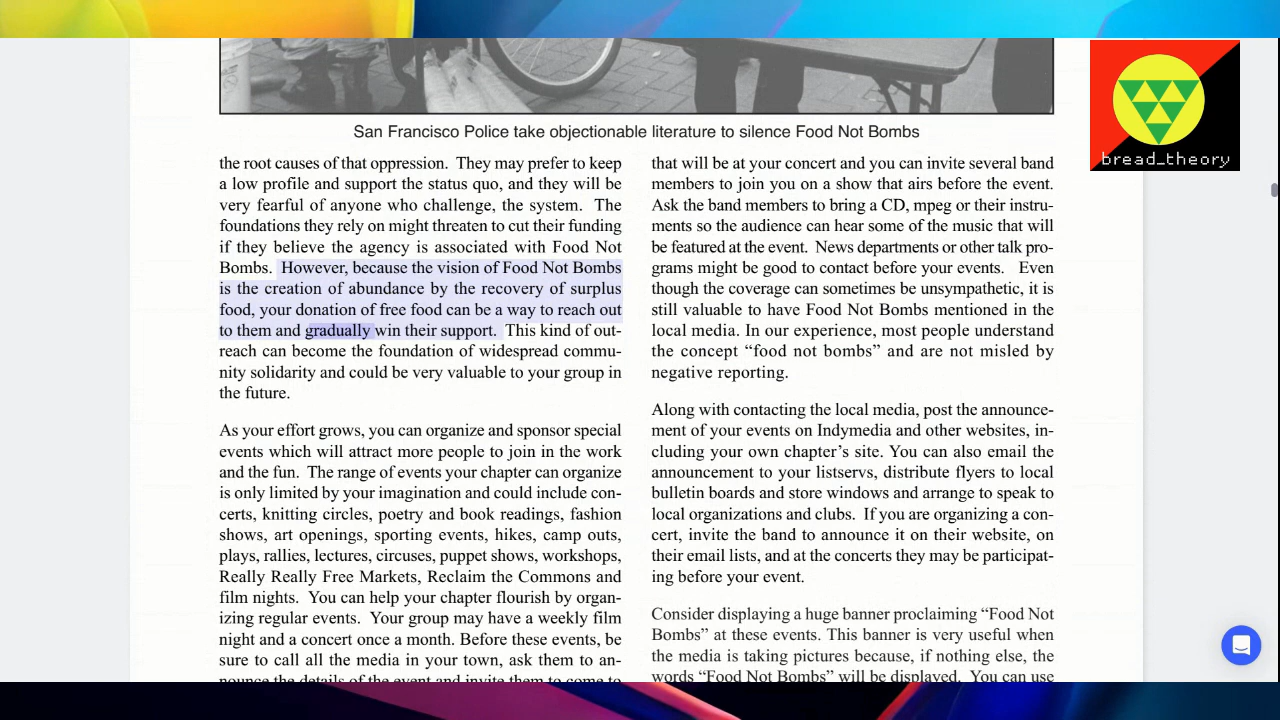 bread_theory
San Francisco Police take objectionable literature to silence Food Not Bombs
the root causes of that oppression. They may prefer to keep
a low profile and support the status quo, and they will be
very fearful of anyone who challenge, the system. The
foundations they rely on might threaten to cut their funding
if they believe the agency is associated with Food Not
Bombs. However, because the vision of Food Not Bombs
is the creation of abundance by the recovery of surplus
food, your donation of free food can be a way to reach out
to them and gradually win their support. This kind of out-
reach can become the foundation of widespread commu-
nity solidarity and could be very valuable to your group in
the future.
As your effort grows, you can organize and sponsor special
events which will attract more people to join in the work
and the fun. The range of events your chapter can organize
is only limited by your imagination and could include con-
certs, knitting circles, poetry and book readings, fashion
shows, art openings, sporting events, hikes, camp outs,
plays, rallies, lectures, circuses, puppet shows, workshops,
Really Really Free Markets, Reclaim the Commons and
film nights. You can help your chapter flourish by organ-
izing regular events. Your group may have a weekly film
night and a concert once a month. Before these events, be
sure to call all the media in your town, ask them to an-
nounce the details of the event and invite them to come to
that will be at your concert and you can invite several band
members to join you on a show that airs before the event.
Ask the band members to bring a CD, mpeg or their instru-
ments so the audience can hear some of the music that will
be featured at the event. News departments or other talk pro-
grams might be good to contact before your events. Even
though the coverage can sometimes be unsympathetic, it is
still valuable to have Food Not Bombs mentioned in the
local media. In our experience, most people understand
the concept “food not bombs” and are not misled by
negative reporting.
Along with contacting the local media, post the announce-
ment of your events on Indymedia and other websites, in-
cluding your own chapter’s site. You can also email the
announcement to your listservs, distribute flyers to local
bulletin boards and store windows and arrange to speak to
local organizations and clubs. If you are organizing a con-
cert, invite the band to announce it on their website, on
their email lists, and at the concerts they may be participat-
ing before your event.
Consider displaying a huge banner proclaiming “Food Not
Bombs” at these events. This banner is very useful when
the media is taking pictures because, if nothing else, the
words “Food Not Bombs” will be displayed. You can use